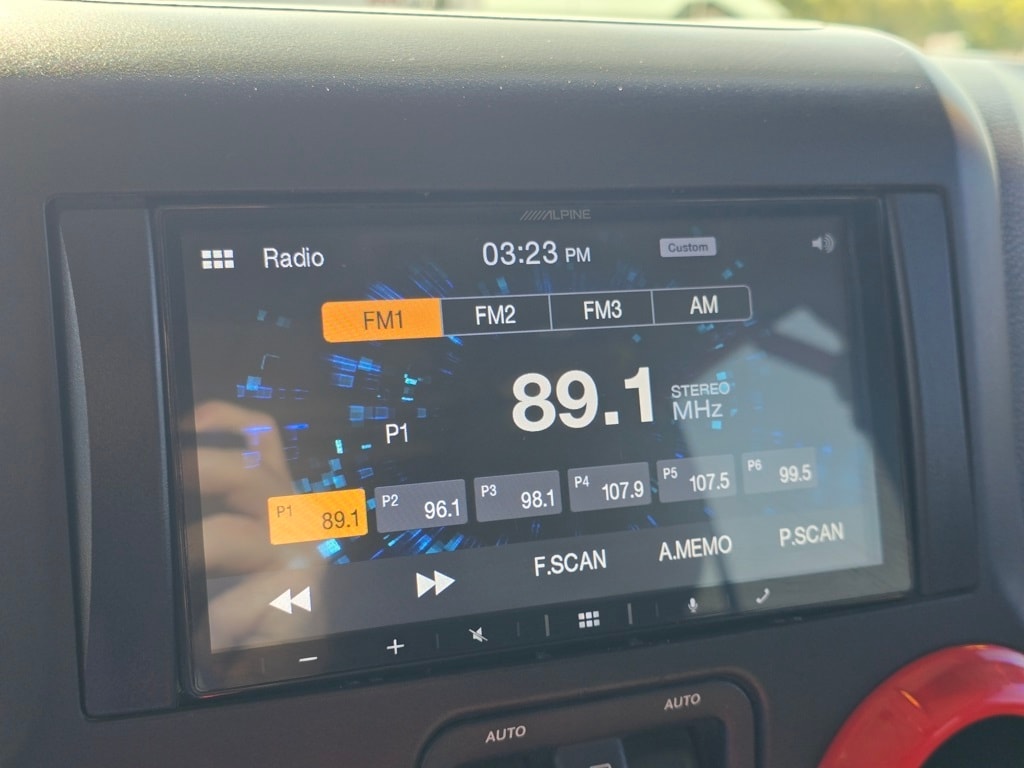 ALPINE
Radio 03:23 PM Custom
FM1 FM2 FM3 AM
89.1 STEREO
MHz
P1
P1 89.1 P2 96.1 P3 98.1 P4 107.9 P5 107.5 P6 99.5
F.SCAN A.MEMO P.SCAN
AUTO AUTO